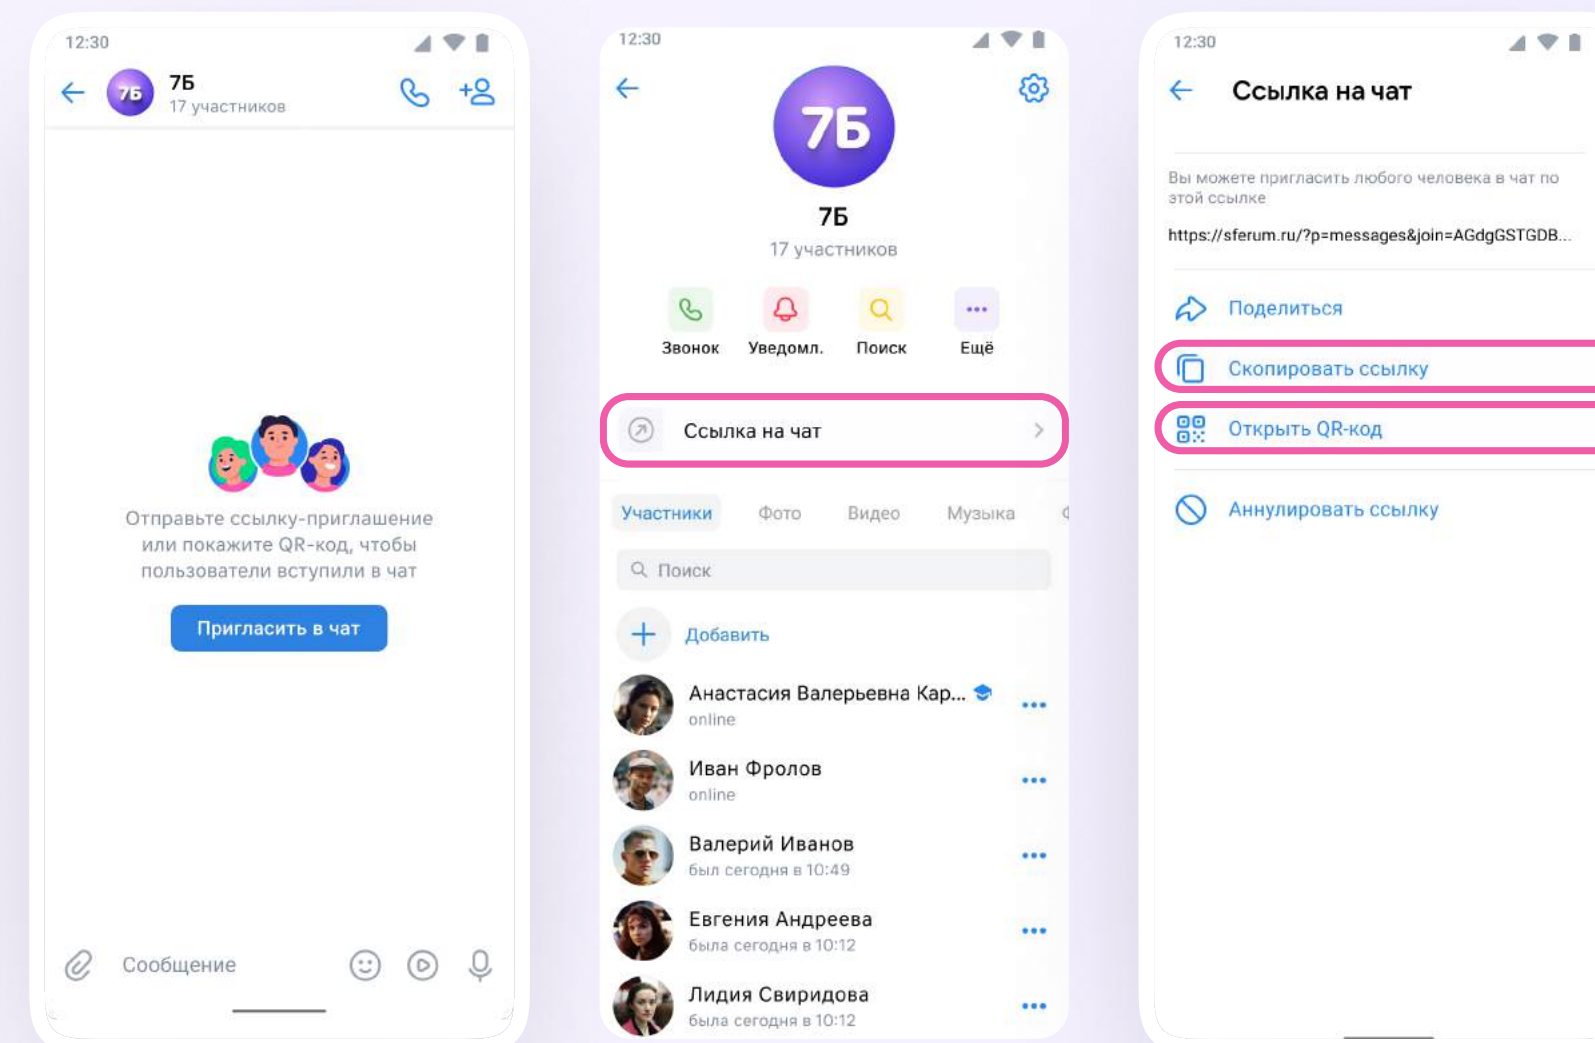 12:30
7Б
7Б
17 участников
Отправьте ссылку-приглашение
или покажите QR-код, чтобы
пользователи вступили в чат
Пригласить в чат
Сообщение
12:30
7Б
7Б
17 участников
Звонок
Уведомл.
Поиск
Ещё
Ссылка на чат
Участники
Фото
Видео
Музыка
Поиск
Добавить
Анастасия Валерьевна Кар...
online
Иван Фролов
online
Валерий Иванов
был сегодня в 10:49
Евгения Андреева
была сегодня в 10:12
Лидия Свиридова
была сегодня в 10:12
12:30
Ссылка на чат
Вы можете пригласить любого человека в чат по
этой ссылке
https://sferum.ru/?p=messages&join=AGdgGSTGDB...
Поделиться
Скопировать ссылку
Открыть QR-код
Аннулировать ссылку